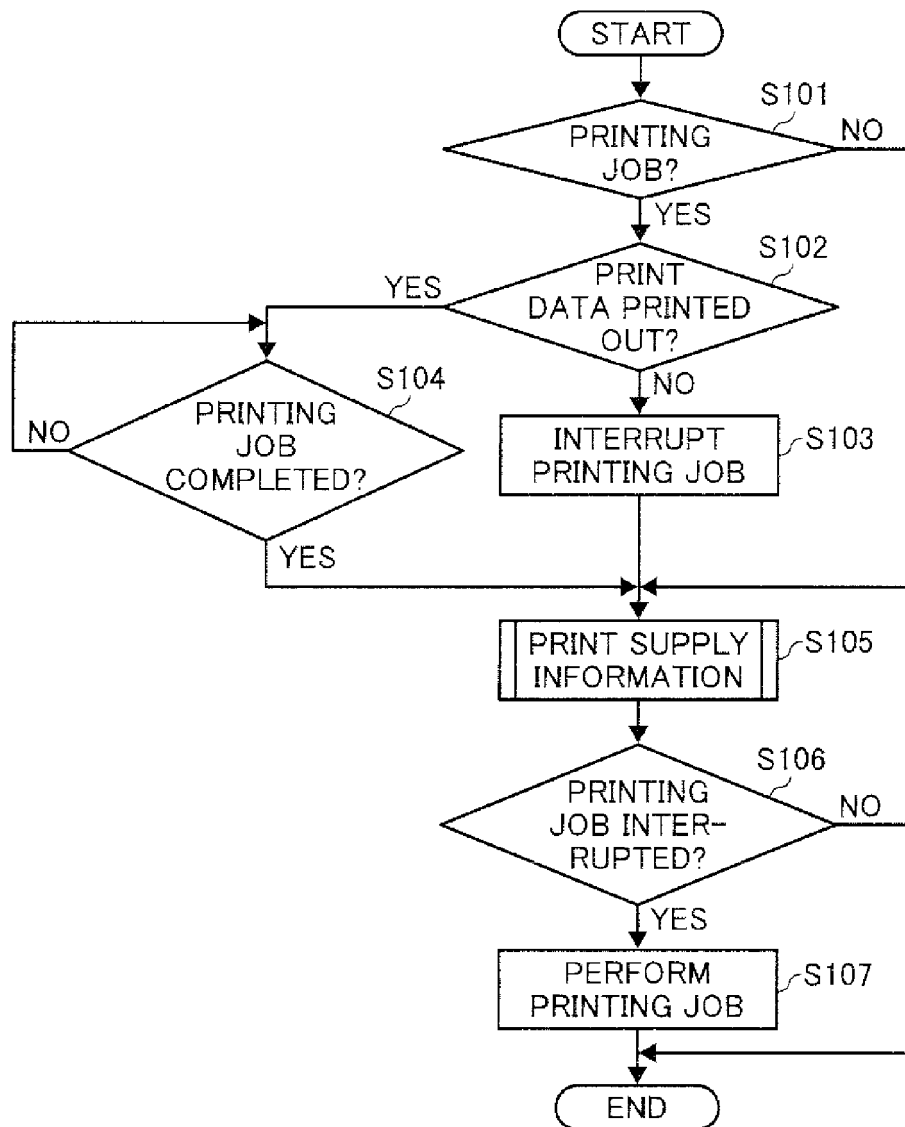 START
S101
PRINTING
JOB?
NO
YES
S102
PRINT
DATA PRINTED
OUT?
YES
NO
S104
PRINTING
JOB
COMPLETED?
NO
YES
INTERRUPT
PRINTING JOB
S103
PRINT SUPPLY
INFORMATION
S105
S106
PRINTING
JOB INTER-
RUPTED?
NO
YES
PERFORM
PRINTING JOB
S107
END